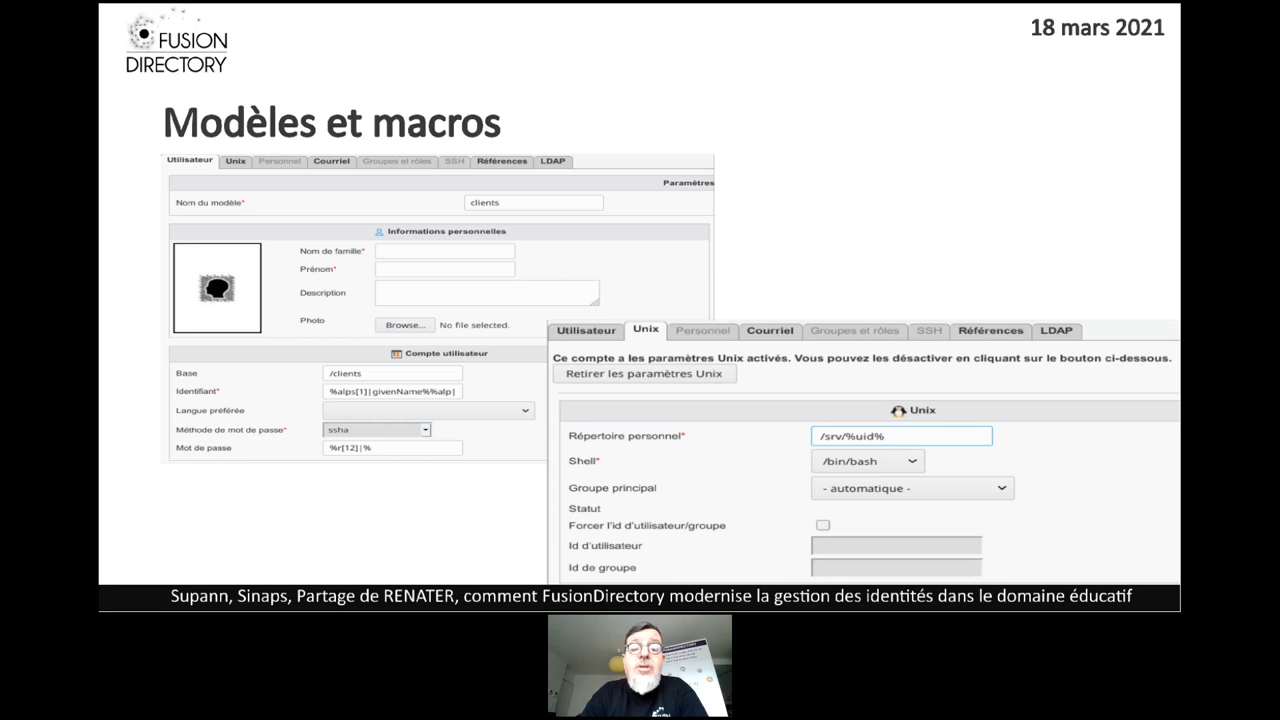 FUSION
DIRECTORY
18 mars 2021
Modèles et macros
Utilisateur Unix Personnel Courriel Groupes et rôles SSH Références LDAP
Paramètres
Nom du modèle* clients
Informations personnelles
Nom de famille*
Prénom*
Description
Photo Browse... No file selected.
Compte utilisateur
Base /clients
Identifiant* %alps[1]|givenName%%alp|
Langue préférée
Méthode de mot de passe* ssha
Mot de passe %r[12]|%
Utilisateur Unix Personnel Courriel Groupes et rôles SSH Références LDAP
Ce compte a les paramètres Unix activés. Vous pouvez les désactiver en cliquant sur le bouton ci-dessous.
Retirer les paramètres Unix
Unix
Répertoire personnel* /srv/%uid%
Shell* /bin/bash
Groupe principal - automatique -
Statut
Forcer l'id d'utilisateur/groupe
Id d'utilisateur
Id de groupe
Supann, Sinaps, Partage de RENATER, comment FusionDirectory modernise la gestion des identités dans le domaine éducatif